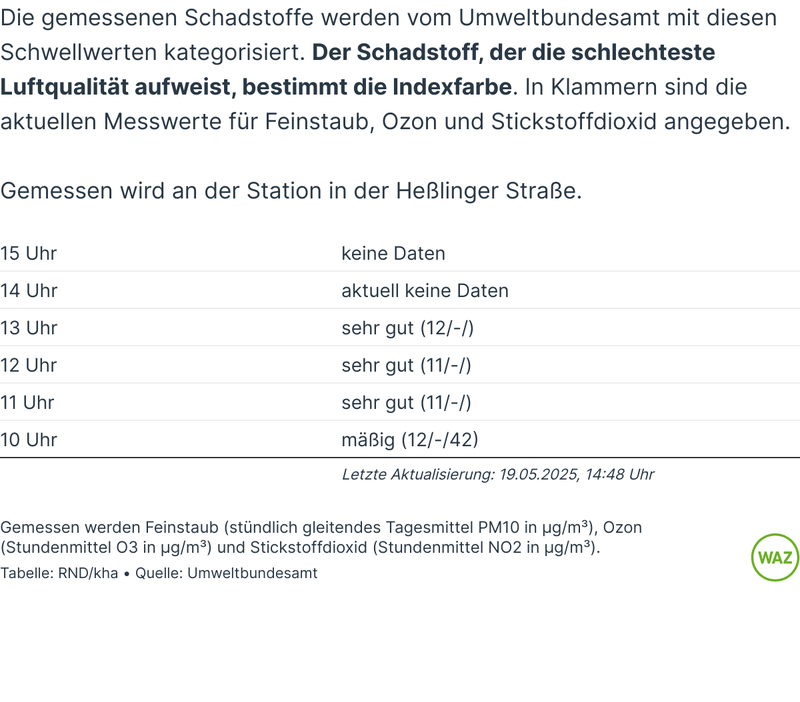 Die gemessenen Schadstoffe werden vom Umweltbundesamt mit diesen
Schwellwerten kategorisiert. Der Schadstoff, der die schlechteste
Luftqualität aufweist, bestimmt die Indexfarbe. In Klammern sind die
aktuellen Messwerte für Feinstaub, Ozon und Stickstoffdioxid angegeben.
Gemessen wird an der Station in der Heßlinger Straße.
15 Uhr keine Daten
14 Uhr aktuell keine Daten
13 Uhr sehr gut (12/-/)
12 Uhr sehr gut (11/-/)
11 Uhr sehr gut (11/-/)
10 Uhr mäßig (12/-/42)
Letzte Aktualisierung: 19.05.2025, 14:48 Uhr
Gemessen werden Feinstaub (stündlich gleitendes Tagesmittel PM10 in µg/m³), Ozon
(Stundenmittel O3 in µg/m³) und Stickstoffdioxid (Stundenmittel NO2 in µg/m³).
Tabelle: RND/kha • Quelle: Umweltbundesamt
WAZ